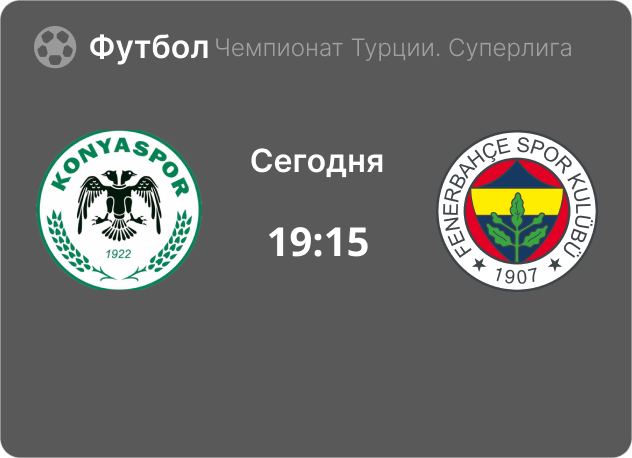 Футбол Чемпионат Турции. Суперлига
Сегодня
19:15
KONYASPOR
1922
FENERBAHÇE SPOR KULÜBÜ
1907